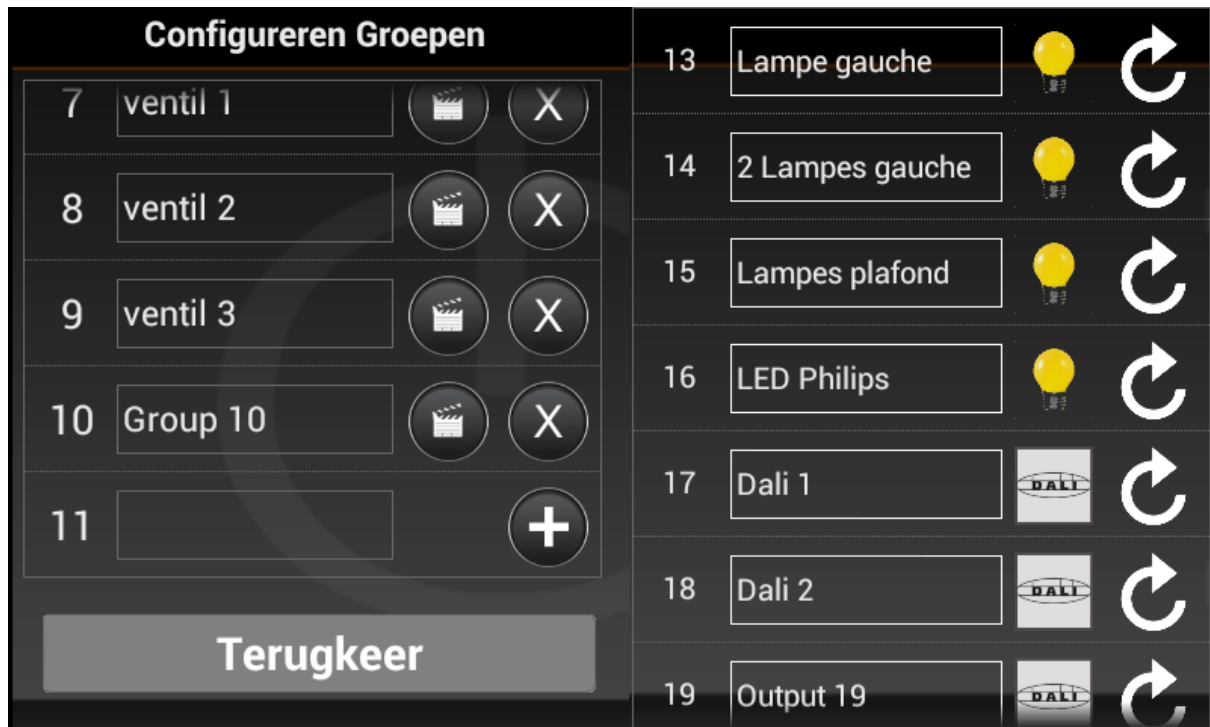 Configureren Groepen
7 ventil 1 X
8 ventil 2 X
9 ventil 3 X
10 Group 10 X
11 +
Terugkeer
13 Lampe gauche
14 2 Lampes gauche
15 Lampes plafond
16 LED Philips
17 Dali 1 DALI
18 Dali 2 DALI
19 Output 19 DALI